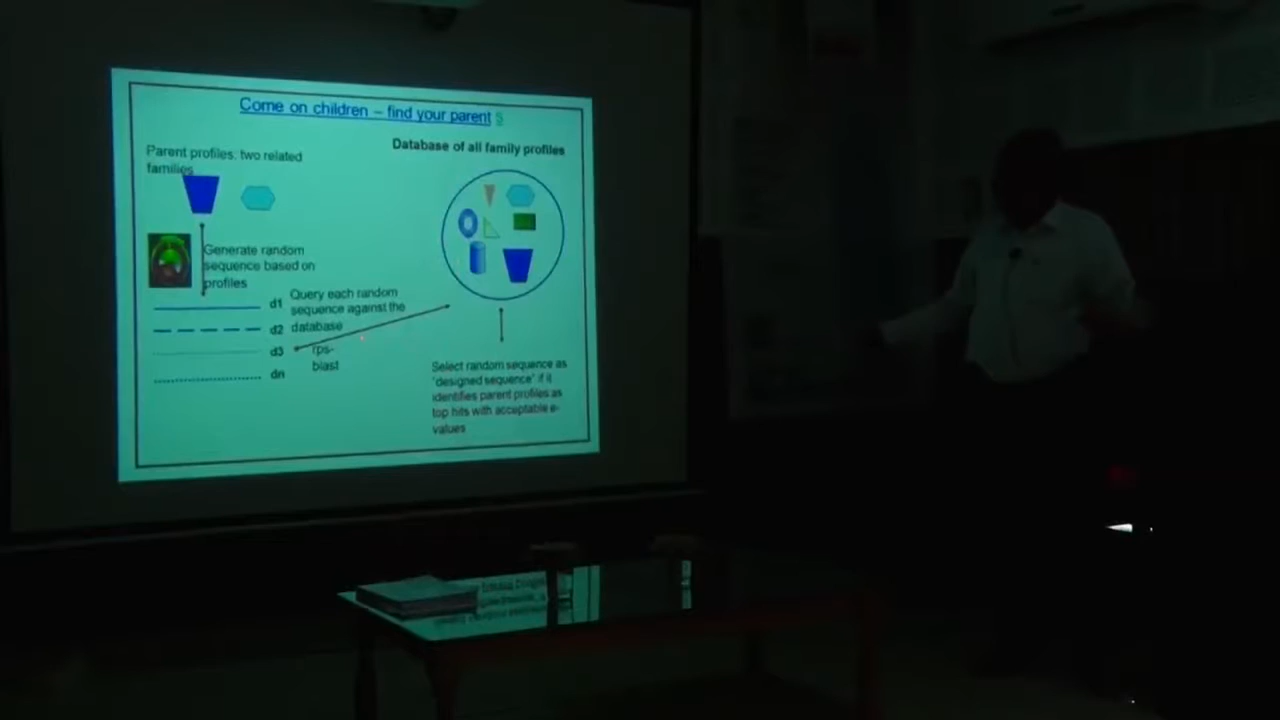 Come on children – find your parent 5
Parent profiles: two related
families
Database of all family profiles
Generate random
sequence based on
profiles
d1
Query each random
sequence against the
database
d2
d3
rps-
blast
dn
Select random sequence as
'designed sequence' if it
identifies parent profiles as
top hits with acceptable e-
values